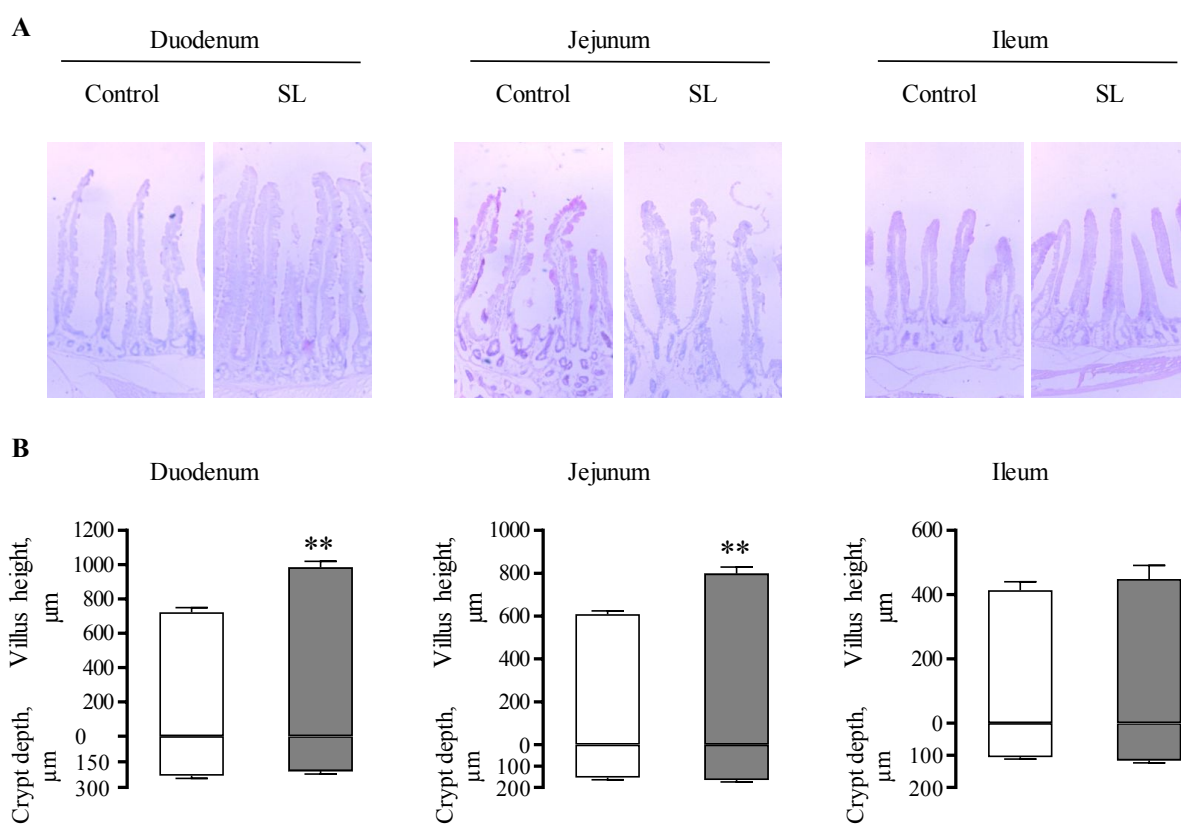 A
Duodenum
Jejunum
Ileum
Control
SL
Control
SL
Control
SL
B
Duodenum
Jejunum
Ileum
Villus height,
µm
Crypt depth,
µm
1200
1000
800
600
400
200
0
150
300
**
Villus height,
µm
Crypt depth,
µm
1000
800
600
400
200
0
100
200
**
Villus height,
µm
Crypt depth,
µm
600
400
200
0
100
200